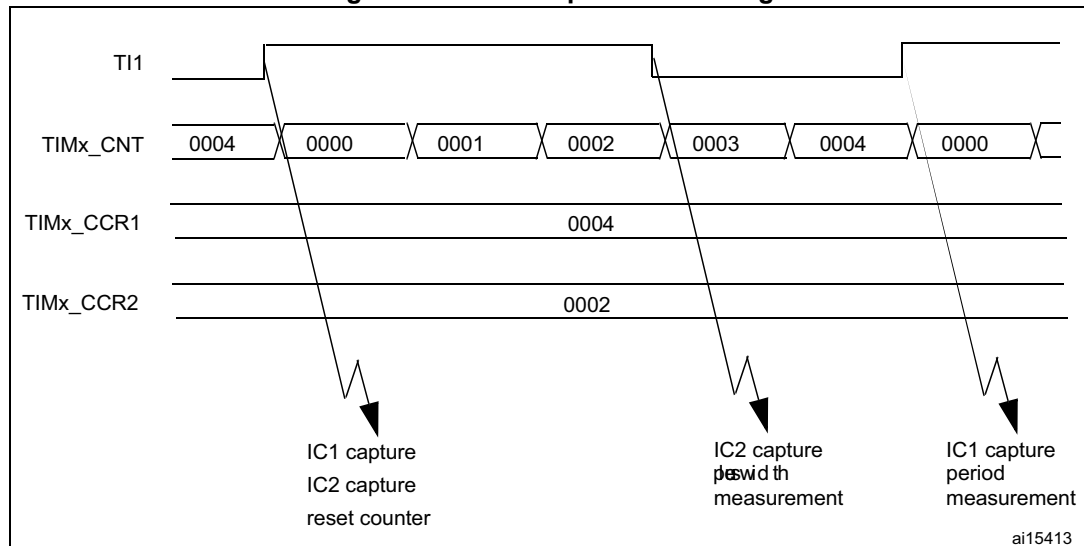 TI1
TIMx_CNT 0004 0000 0001 0002 0003 0004 0000
TIMx_CCR1 0004
TIMx_CCR2 0002
IC1 capture
IC2 capture
reset counter
IC2 capture
measurement
IC1 capture
period
measurement
ai15413